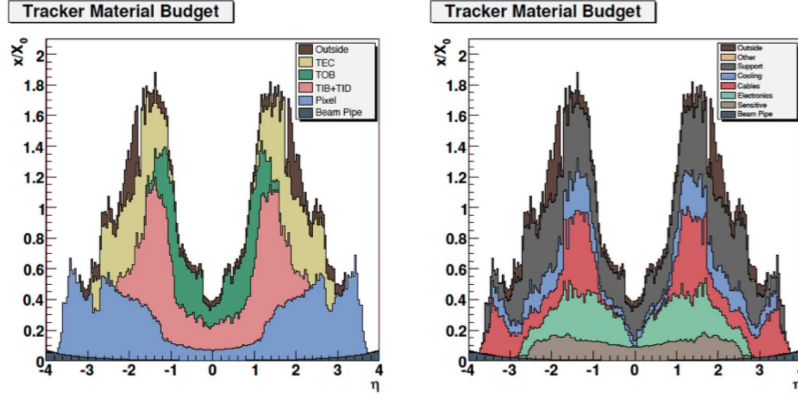 Tracker Material Budget
x/X0
2
1.8
1.6
1.4
1.2
1
0.8
0.6
0.4
0.2
0
-4 -3 -2 -1 0 1 2 3 4
η
Outside
TEC
TOB
TIB+TID
Pixel
Beam Pipe
Tracker Material Budget
x/X0
2
1.8
1.6
1.4
1.2
1
0.8
0.6
0.4
0.2
0
-4 -3 -2 -1 0 1 2 3 4
η
Outside
Other
Support
Cooling
Cables
Electronics
Sensitive
Beam Pipe